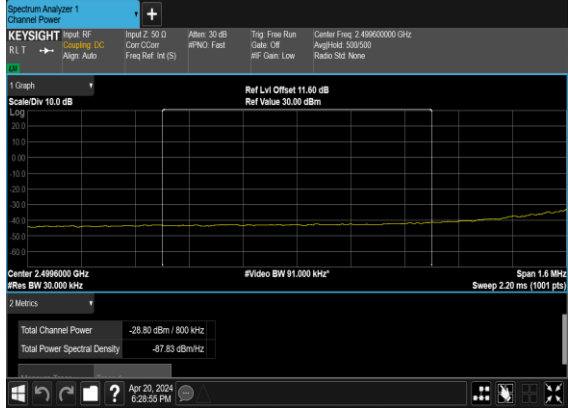 Spectrum Analyzer 1
Channel Power
+
KEYSIGHT Input: RF Input Z: 50 Ω Atten: 30 dB Trig: Free Run Center Freq: 2.499600000 GHz
R L T Coupling: DC Corr CCorr #PNO: Fast Gate: Off Avg|Hold: 500/500
Align: Auto Freq Ref: Int (S) #IF Gain: Low Radio Std: None
1 Graph
Ref Lvl Offset 11.60 dB
Scale/Div 10.0 dB Ref Value 30.00 dBm
Log
20.0
10.0
0.00
-10.0
-20.0
-30.0
-40.0
-50.0
-60.0
Center 2.4996000 GHz #Video BW 91.000 kHz* Span 1.6 MHz
#Res BW 30.000 kHz Sweep 2.20 ms (1001 pts)
2 Metrics
Total Channel Power -28.80 dBm / 800 kHz
Total Power Spectral Density -87.83 dBm/Hz
? Apr 20, 2024
6:28:55 PM